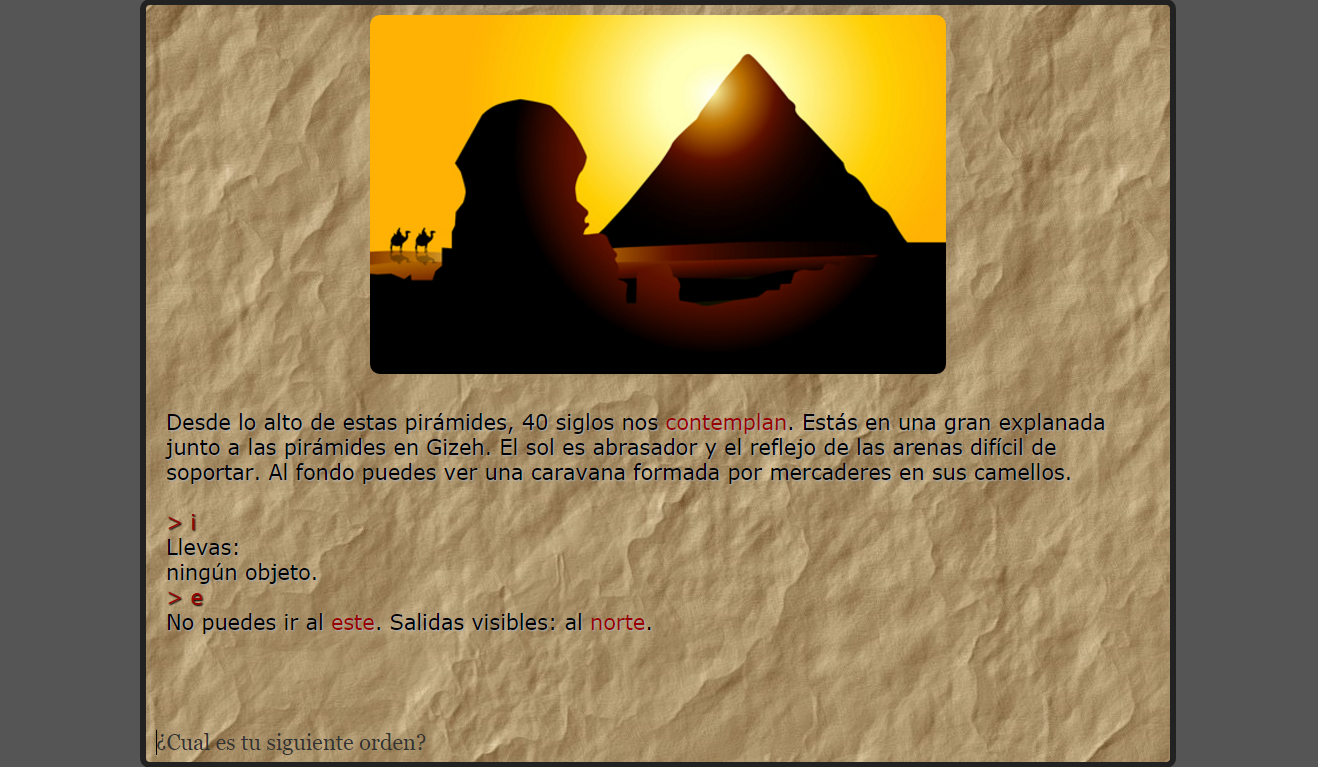 Desde lo alto de estas pirámides, 40 siglos nos contemplan. Estás en una gran explanada
junto a las pirámides en Gizeh. El sol es abrasador y el reflejo de las arenas difícil de
soportar. Al fondo puedes ver una caravana formada por mercaderes en sus camellos.
> i
Llevas:
ningún objeto.
> e
No puedes ir al este. Salidas visibles: al norte.
¿Cual es tu siguiente orden?